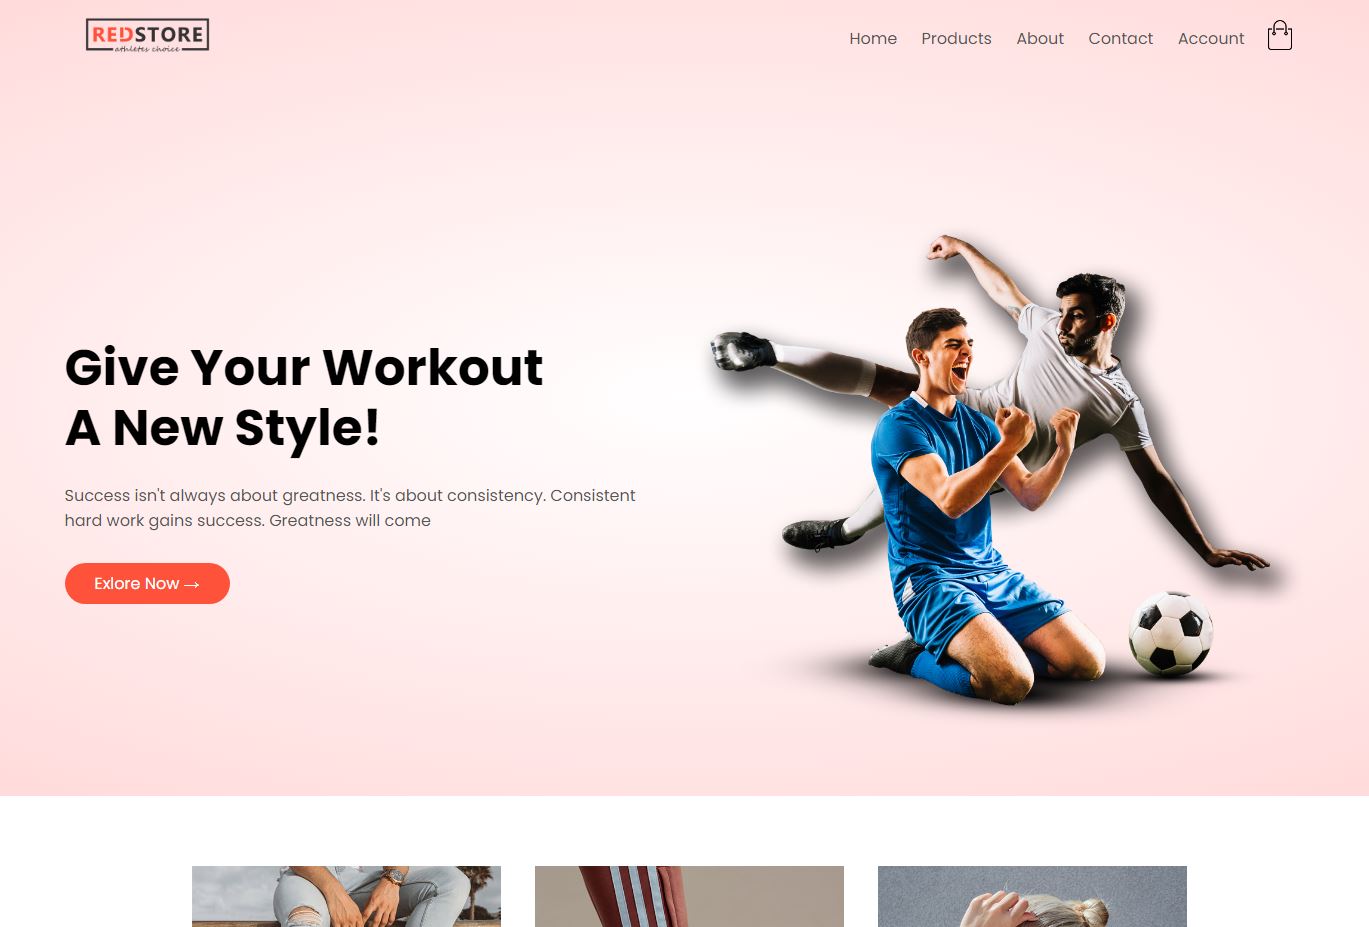 REDSTORE
athletes choice
Home Products About Contact Account
Give Your Workout
A New Style!
Success isn't always about greatness. It's about consistency. Consistent
hard work gains success. Greatness will come
Exlore Now →